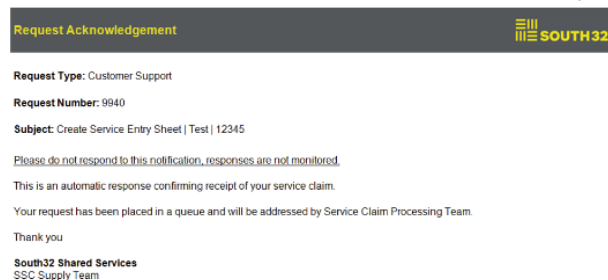 Request Acknowledgement
SOUTH32
Request Type: Customer Support
Request Number: 9940
Subject: Create Service Entry Sheet | Test | 12345
Please do not respond to this notification, responses are not monitored.
This is an automatic response confirming receipt of your service claim.
Your request has been placed in a queue and will be addressed by Service Claim Processing Team.
Thank you
South32 Shared Services
SSC Supply Team